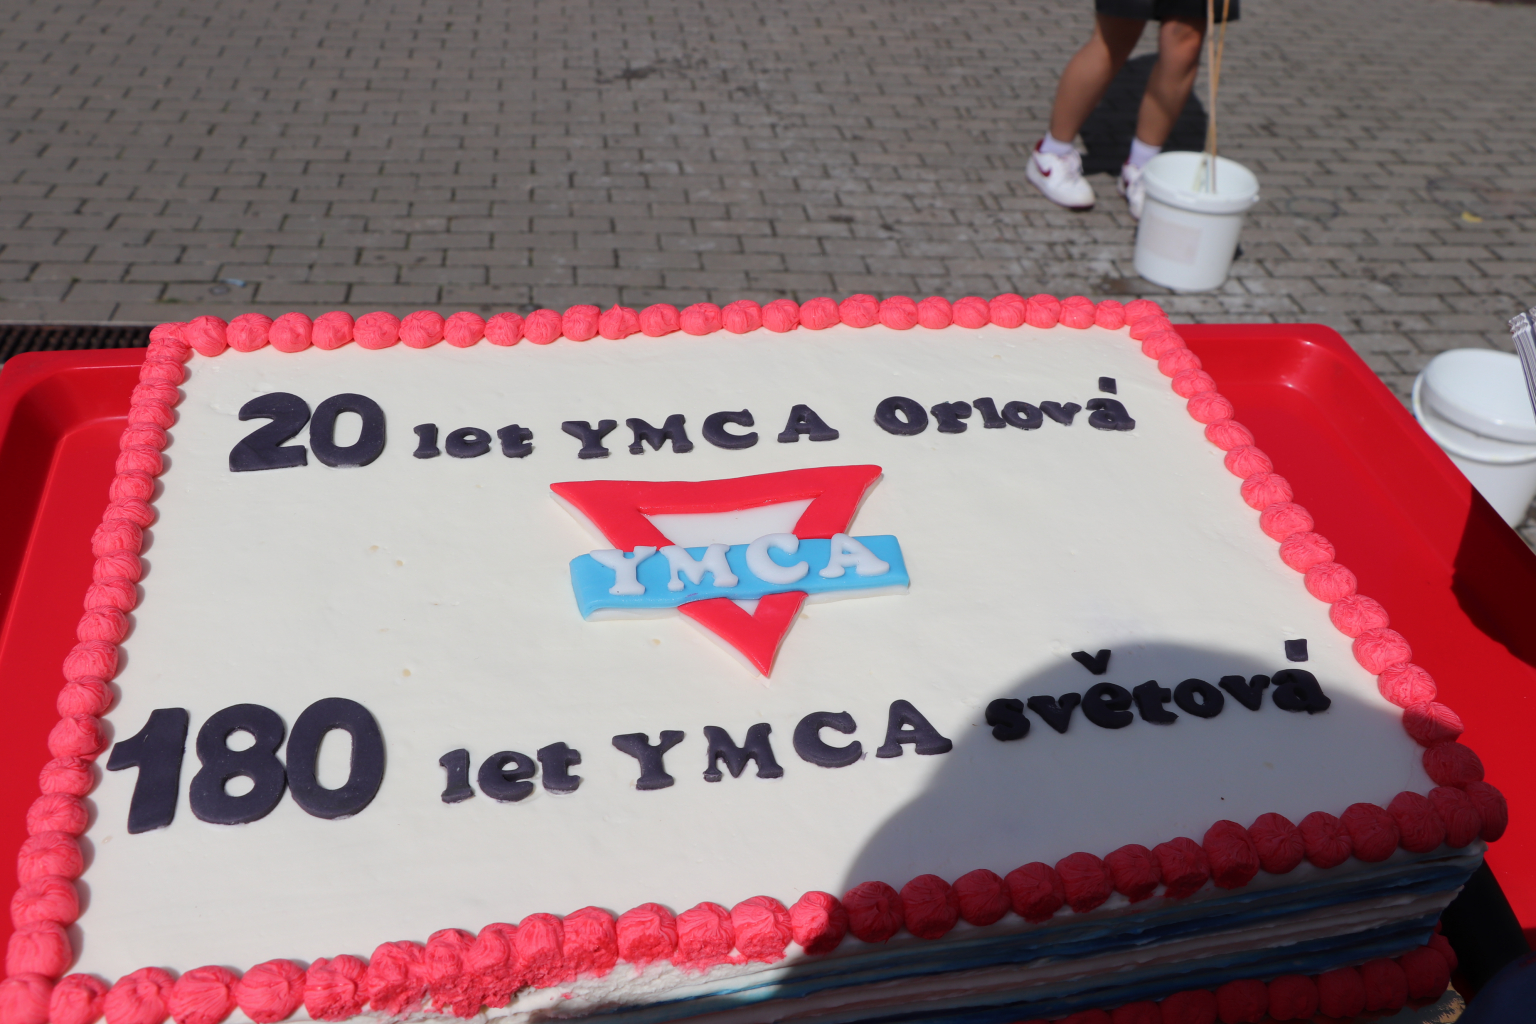 20 let YMCA Orlová
YMCA
180 let YMCA světová